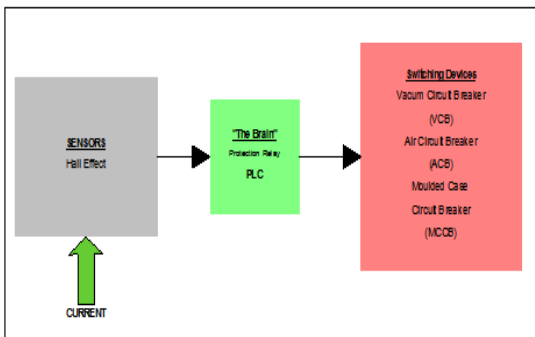 SENSORS
Hall Effect
CURRENT
"The Brain"
Protection Relay
PLC
Switching Devices
Vacum Circuit Breaker
(VCB)
Air Circuit Breaker
(ACB)
Moulded Case
Circuit Breaker
(MCCB)